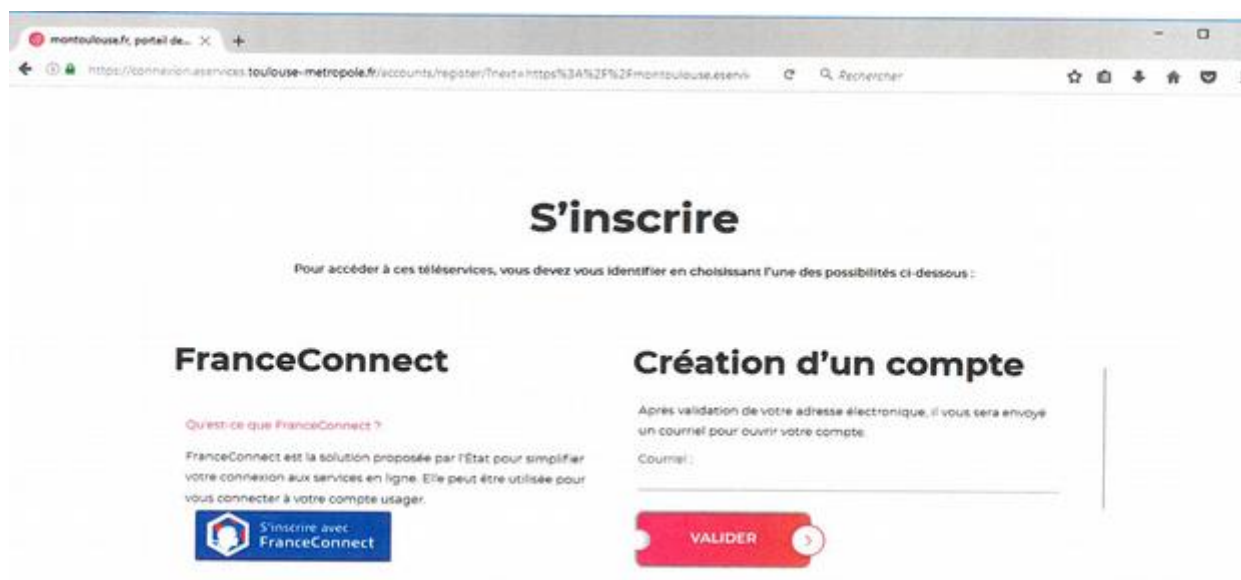 montoulouse.fr, portail de...
https://connexion.eservices.toulouse-metropole.fr/accounts/register/?next=https%3A%2F%2Fmontoulouse.eservi
Rechercher
S'inscrire
Pour accéder à ces téléservices, vous devez vous identifier en choisissant l'une des possibilités ci-dessous :
FranceConnect
Qu'est-ce que FranceConnect ?
FranceConnect est la solution proposée par l'État pour simplifier
votre connexion aux services en ligne. Elle peut être utilisée pour
vous connecter à votre compte usager.
S'inscrire avec
FranceConnect
Création d'un compte
Après validation de votre adresse électronique, il vous sera envoyé
un courriel pour ouvrir votre compte.
Courriel :
VALIDER